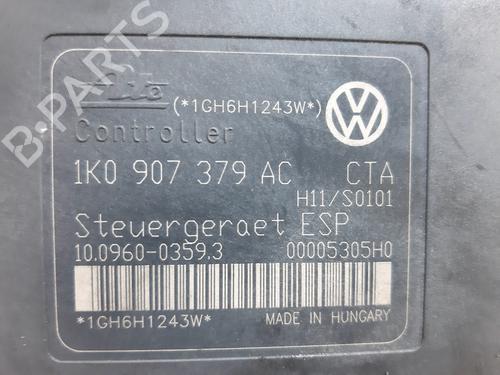 Ate (*1GH6H1243W*)
Controller
1K0 907 379 AC CTA
H11/S0101
Steuergeraet ESP
10.0960-0359.3 00005305H0
*1GH6H1243W* MADE IN HUNGARY
B-PARTS